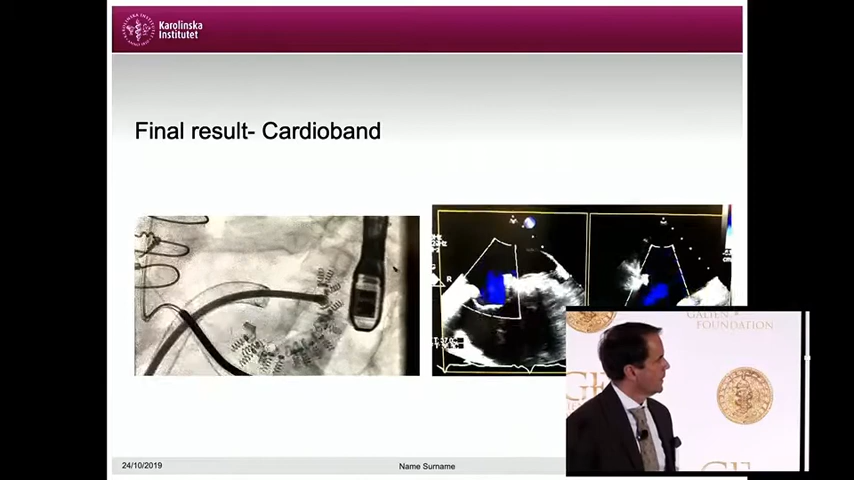 Karolinska
Institutet
Final result- Cardioband
R
GALIEN
FOUNDATION
24/10/2019
Name Surname